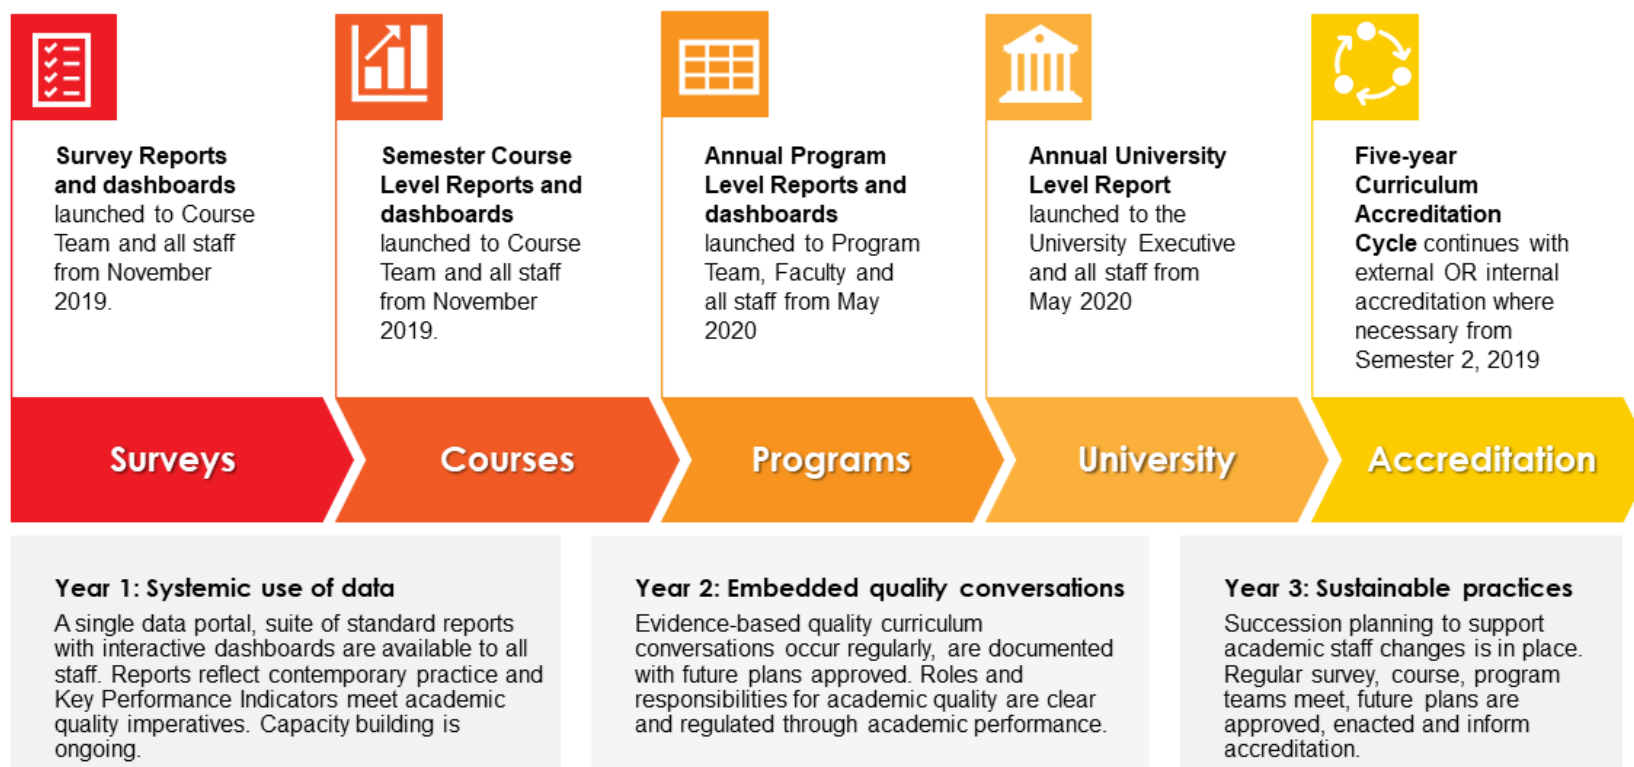 Survey Reports
and dashboards
launched to Course
Team and all staff
from November
2019.
Semester Course
Level Reports and
dashboards
launched to Course
Team and all staff
from November
2019.
Annual Program
Level Reports and
dashboards
launched to Program
Team, Faculty and
all staff from May
2020
Annual University
Level Report
launched to the
University Executive
and all staff from
May 2020
Five-year
Curriculum
Accreditation
Cycle continues with
external OR internal
accreditation where
necessary from
Semester 2, 2019
Surveys
Courses
Programs
University
Accreditation
Year 1: Systemic use of data
A single data portal, suite of standard reports
with interactive dashboards are available to all
staff. Reports reflect contemporary practice and
Key Performance Indicators meet academic
quality imperatives. Capacity building is
ongoing.
Year 2: Embedded quality conversations
Evidence-based quality curriculum
conversations occur regularly, are documented
with future plans approved. Roles and
responsibilities for academic quality are clear
and regulated through academic performance.
Year 3: Sustainable practices
Succession planning to support
academic staff changes is in place.
Regular survey, course, program
teams meet, future plans are
approved, enacted and inform
accreditation.